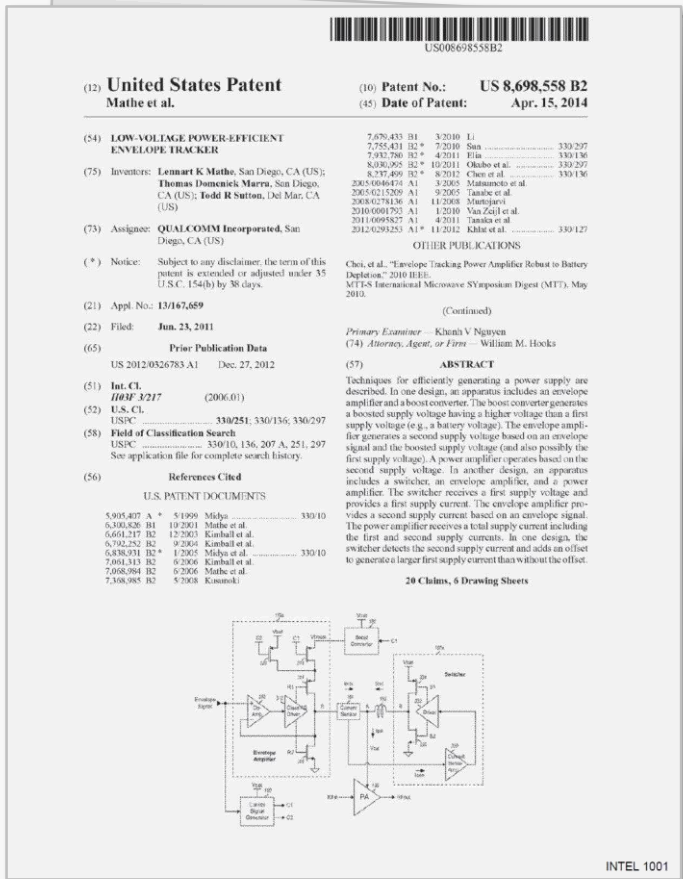 US008698558B2
(12) United States Patent
Mathe et al.
(10) Patent No.: US 8,698,558 B2
(45) Date of Patent: Apr. 15, 2014
(54) LOW-VOLTAGE POWER-EFFICIENT
ENVELOPE TRACKER
(75) Inventors: Lennart K Mathe, San Diego, CA (US);
Thomas Domenick Marra, San Diego,
CA (US); Todd R Sutton, Del Mar, CA
(US)
(73) Assignee: QUALCOMM Incorporated, San
Diego, CA (US)
( * ) Notice: Subject to any disclaimer, the term of this
patent is extended or adjusted under 35
U.S.C. 154(b) by 38 days.
(21) Appl. No.: 13/167,659
(22) Filed: Jun. 23, 2011
(65) Prior Publication Data
US 2012/0326783 A1 Dec. 27, 2012
(51) Int. Cl.
H03F 3/217 (2006.01)
(52) U.S. Cl.
USPC .......... 330/251; 330/136; 330/297
(58) Field of Classification Search
USPC .......... 330/10, 136, 207 A, 251, 297
See application file for complete search history.
(56) References Cited
U.S. PATENT DOCUMENTS
5,905,407 A * 5/1999 Midya .......... 330/10
6,300,826 B1 10/2001 Mathe et al.
6,661,217 B2 12/2003 Kimball et al.
6,792,252 B2 9/2004 Kimball et al.
6,838,931 B2 * 1/2005 Midya et al. .......... 330/10
7,061,313 B2 6/2006 Kimball et al.
7,068,984 B2 6/2006 Mathe et al.
7,368,985 B2 5/2008 Kusunoki
7,679,433 B1 3/2010 Li
7,755,431 B2 * 7/2010 Sun .......... 330/297
7,932,780 B2 * 4/2011 Elia .......... 330/136
8,030,995 B2 * 10/2011 Okubo et al. .......... 330/297
8,237,499 B2 * 8/2012 Chen et al. .......... 330/136
2005/0046474 A1 3/2005 Matsumoto et al.
2005/0215209 A1 9/2005 Tanabe et al.
2008/0278136 A1 11/2008 Murtojarvi
2010/0001793 A1 1/2010 Van Zeijl et al.
2011/0095827 A1 4/2011 Tanaka et al.
2012/0293253 A1 * 11/2012 Khlat et al. .......... 330/127
OTHER PUBLICATIONS
Choi, et al., "Envelope Tracking Power Amplifier Robust to Battery
Depletion," 2010 IEEE.
MTT-S International Microwave SYmposium Digest (MTT), May
2010.
(Continued)
Primary Examiner — Khanh V Nguyen
(74) Attorney, Agent, or Firm — William M. Hooks
(57) ABSTRACT
Techniques for efficiently generating a power supply are
described. In one design, an apparatus includes an envelope
amplifier and a boost converter. The boost converter generates
a boosted supply voltage having a higher voltage than a first
supply voltage (e.g., a battery voltage). The envelope ampli-
fier generates a second supply voltage based on an envelope
signal and the boosted supply voltage (and also possibly the
first supply voltage). A power amplifier operates based on the
second supply voltage. In another design, an apparatus
includes a switcher, an envelope amplifier, and a power
amplifier. The switcher receives a first supply voltage and
provides a first supply current. The envelope amplifier pro-
vides a second supply current based on an envelope signal.
The power amplifier receives a total supply current including
the first and second supply currents. In one design, the
switcher detects the second supply current and adds an offset
to generate a larger first supply current than without the offset.
20 Claims, 6 Drawing Sheets
Boost
Converter
C1
Switcher
Envelope
Signal
Op
Amp
Driver
R1
R2
Current
Sensor
A
Envelope
Amplifier
Control
Signal
Generator
C1
C2
PA
INTEL 1001